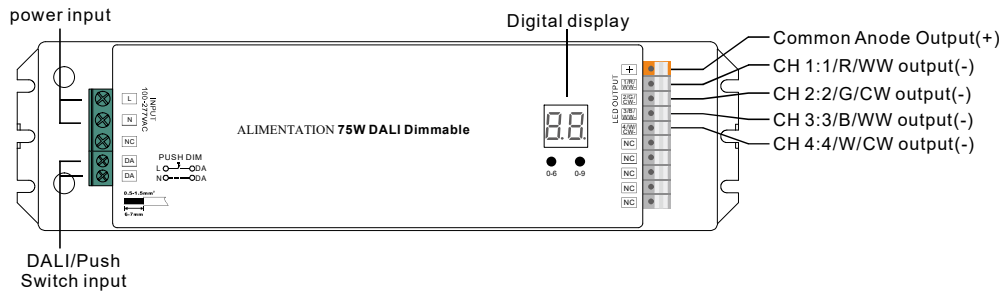 power input
Digital display
Common Anode Output(+)
CH 1:1/R/WW output(-)
CH 2:2/G/CW output(-)
CH 3:3/B/WW output(-)
CH 4:4/W/CW output(-)
L
N
NC
DA
DA
INPUT
100-277VAC
PUSH DIM
L DA
N DA
0.5-1.5mm²
6-7mm
ALIMENTATION 75W DALI Dimmable
88
0-6 0-9
LED OUTPUT
+
1/R/
WW-
2/G/
CW-
3/B/
WW-
4/W/
CW-
NC
NC
NC
NC
NC
DALI/Push
Switch input